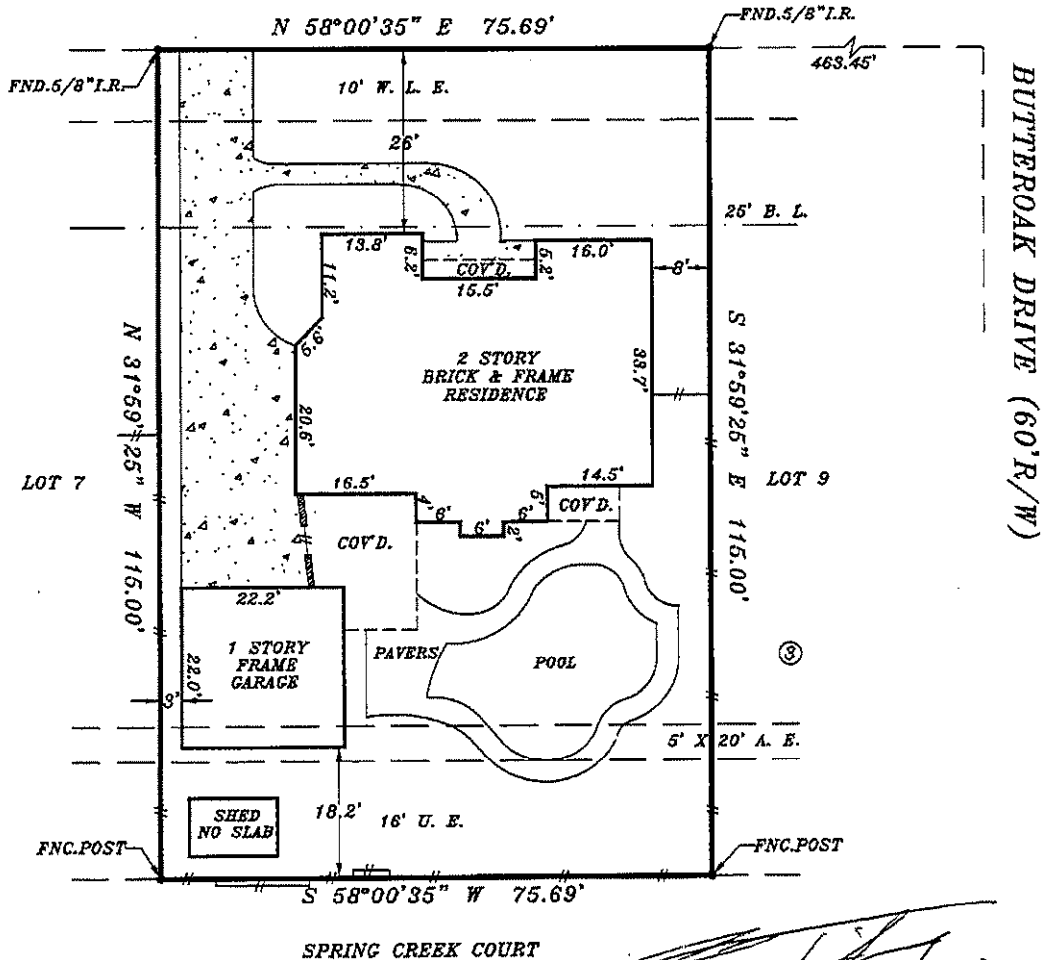 N 58°00'35" E 75.69'
FND.5/8"I.R.
FND.5/8"I.R.
463.45'
10' W. L. E.
26'
BUTTEROAK DRIVE (60'R/W)
25' B. L.
13.8'
6.2'
COV'D.
15.5'
5.2'
16.0'
8'
11.2'
9.9'
2 STORY
BRICK & FRAME
RESIDENCE
33.7'
N 31°59'25" W 115.00'
S 31°59'25" E 115.00'
20.6'
LOT 7
LOT 9
16.5'
4'
6'
6'
2'
6'
5'
14.5'
COV'D.
COV'D.
22.2'
1 STORY
FRAME
GARAGE
22.0'
3'
PAVERS
POOL
3
5' X 20' A. E.
SHED
NO SLAB
18.2'
16' U. E.
FNC.POST
FNC.POST
S 58°00'35" W 75.69'
SPRING CREEK COURT